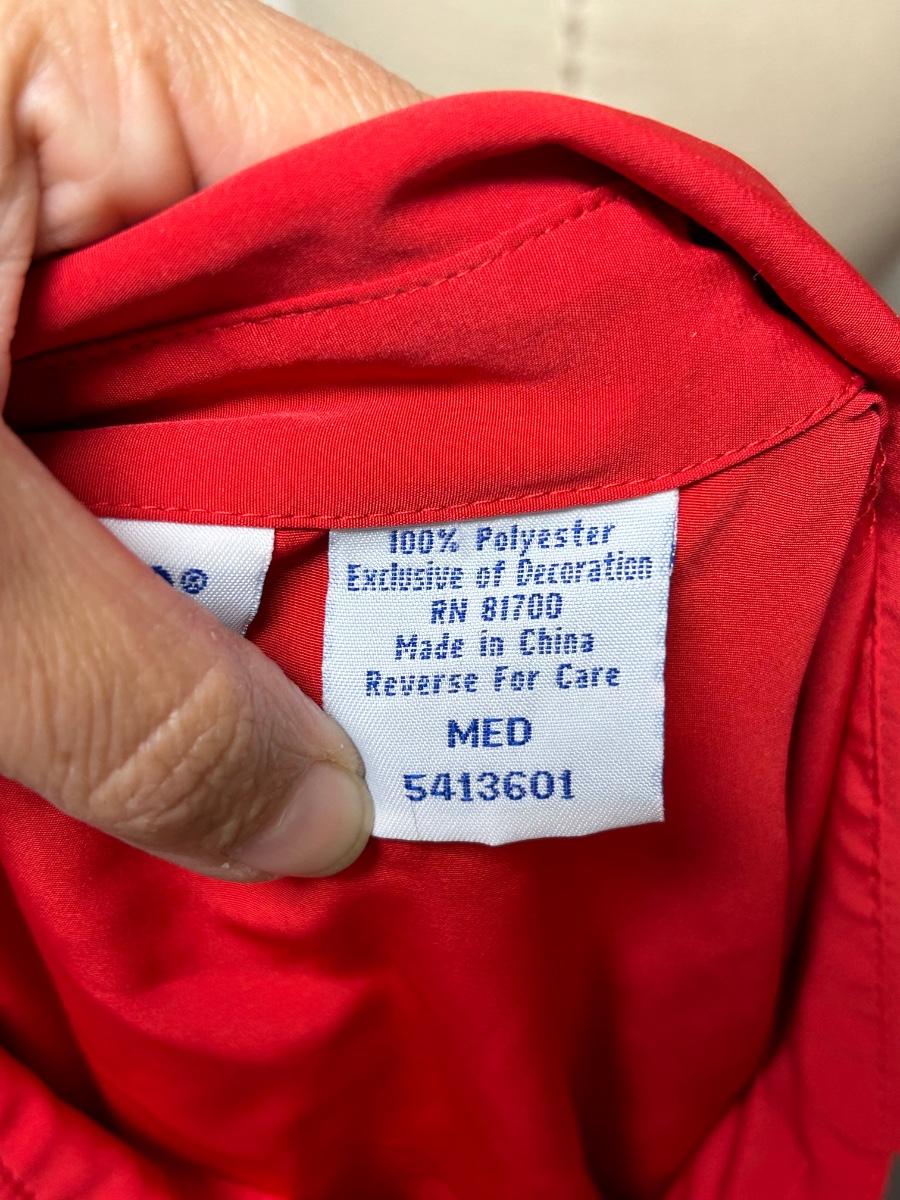 100% Polyester
Exclusive of Decoration
RN 81700
Made in China
Reverse For Care
MED
5413601